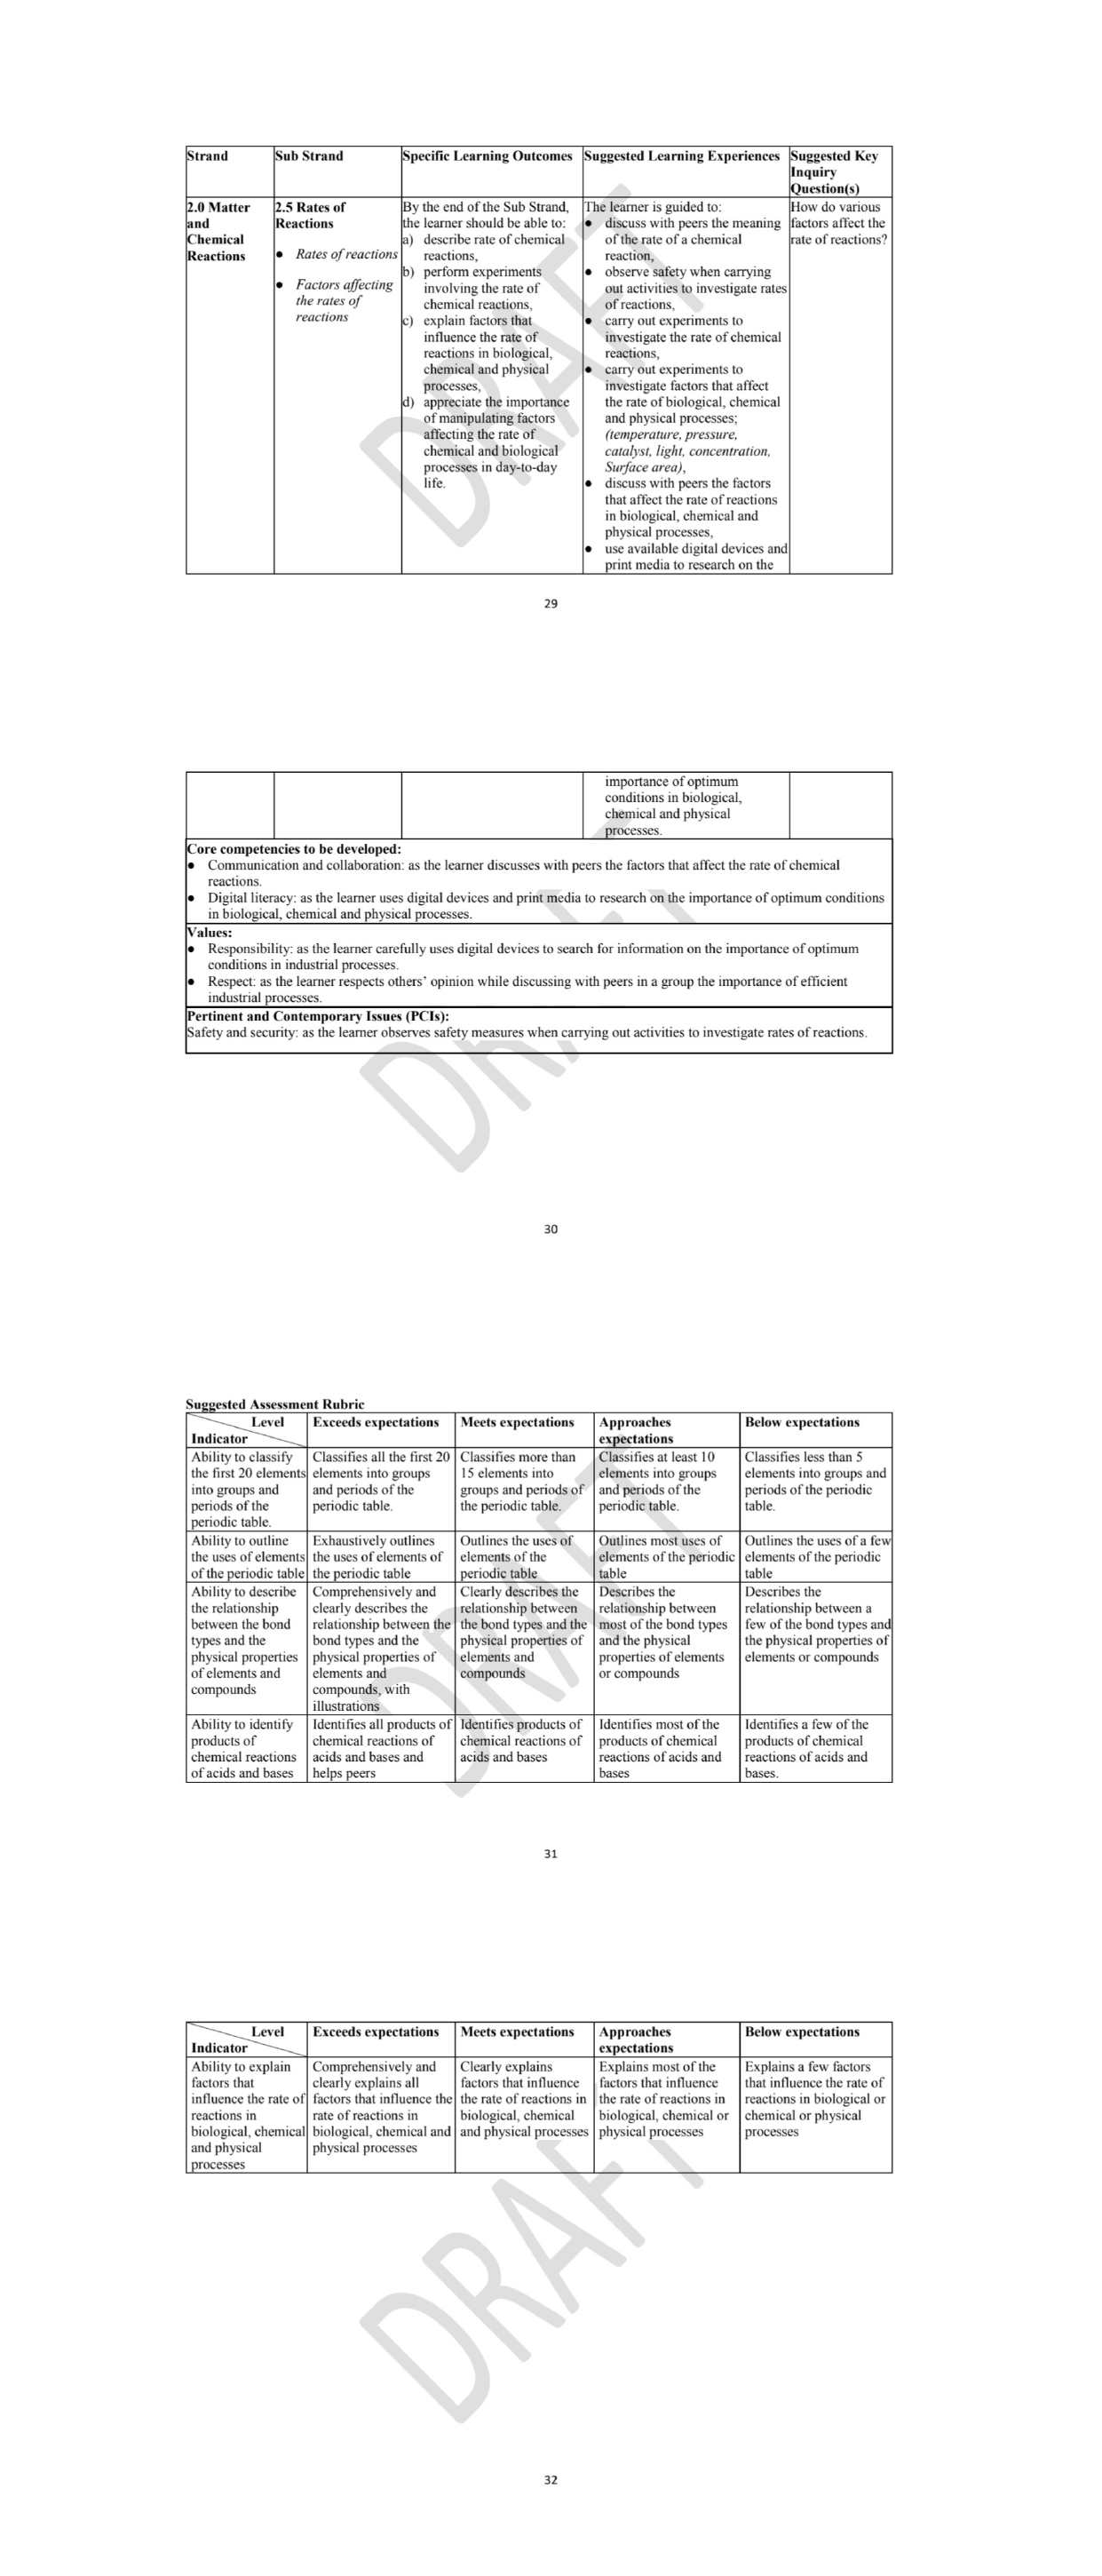 Strand
Sub Strand
Specific Learning Outcomes
Suggested Learning Experiences
Suggested Key
Inquiry
Question(s)
2.0 Matter
and
Chemical
Reactions
2.5 Rates of
Reactions
● Rates of reactions
● Factors affecting
the rates of
reactions
By the end of the Sub Strand,
the learner should be able to:
a) describe rate of chemical
reactions,
b) perform experiments
involving the rate of
chemical reactions,
c) explain factors that
influence the rate of
reactions in biological,
chemical and physical
processes,
d) appreciate the importance
of manipulating factors
affecting the rate of
chemical and biological
processes in day-to-day
life.
The learner is guided to:
● discuss with peers the meaning
of the rate of a chemical
reaction,
● observe safety when carrying
out activities to investigate rates
of reactions,
● carry out experiments to
investigate the rate of chemical
reactions,
● carry out experiments to
investigate factors that affect
the rate of biological, chemical
and physical processes;
(temperature, pressure,
catalyst, light, concentration,
Surface area),
● discuss with peers the factors
that affect the rate of reactions
in biological, chemical and
physical processes,
● use available digital devices and
print media to research on the
How do various
factors affect the
rate of reactions?
DRAFT
29
importance of optimum
conditions in biological,
chemical and physical
processes.
Core competencies to be developed:
● Communication and collaboration: as the learner discusses with peers the factors that affect the rate of chemical
reactions.
● Digital literacy: as the learner uses digital devices and print media to research on the importance of optimum conditions
in biological, chemical and physical processes.
Values:
● Responsibility: as the learner carefully uses digital devices to search for information on the importance of optimum
conditions in industrial processes.
● Respect: as the learner respects others’ opinion while discussing with peers in a group the importance of efficient
industrial processes.
Pertinent and Contemporary Issues (PCIs):
Safety and security: as the learner observes safety measures when carrying out activities to investigate rates of reactions.
DRAFT
30
Suggested Assessment Rubric
Level
Indicator
Exceeds expectations
Meets expectations
Approaches
expectations
Below expectations
Ability to classify
the first 20 elements
into groups and
periods of the
periodic table.
Classifies all the first 20
elements into groups
and periods of the
periodic table.
Classifies more than
15 elements into
groups and periods of
the periodic table.
Classifies at least 10
elements into groups
and periods of the
periodic table.
Classifies less than 5
elements into groups and
periods of the periodic
table.
Ability to outline
the uses of elements
of the periodic table
Exhaustively outlines
the uses of elements of
the periodic table
Outlines the uses of
elements of the
periodic table
Outlines most uses of
elements of the periodic
table
Outlines the uses of a few
elements of the periodic
table
Ability to describe
the relationship
between the bond
types and the
physical properties
of elements and
compounds
Comprehensively and
clearly describes the
relationship between the
bond types and the
physical properties of
elements and
compounds, with
illustrations
Clearly describes the
relationship between
the bond types and the
physical properties of
elements and
compounds
Describes the
relationship between
most of the bond types
and the physical
properties of elements
or compounds
Describes the
relationship between a
few of the bond types and
the physical properties of
elements or compounds
Ability to identify
products of
chemical reactions
of acids and bases
Identifies all products of
chemical reactions of
acids and bases and
helps peers
Identifies products of
chemical reactions of
acids and bases
Identifies most of the
products of chemical
reactions of acids and
bases
Identifies a few of the
products of chemical
reactions of acids and
bases.
DRAFT
31
Level
Indicator
Exceeds expectations
Meets expectations
Approaches
expectations
Below expectations
Ability to explain
factors that
influence the rate of
reactions in
biological, chemical
and physical
processes
Comprehensively and
clearly explains all
factors that influence the
rate of reactions in
biological, chemical and
physical processes
Clearly explains
factors that influence
the rate of reactions in
biological, chemical
and physical processes
Explains most of the
factors that influence
the rate of reactions in
biological, chemical or
physical processes
Explains a few factors
that influence the rate of
reactions in biological or
chemical or physical
processes
DRAFT
32